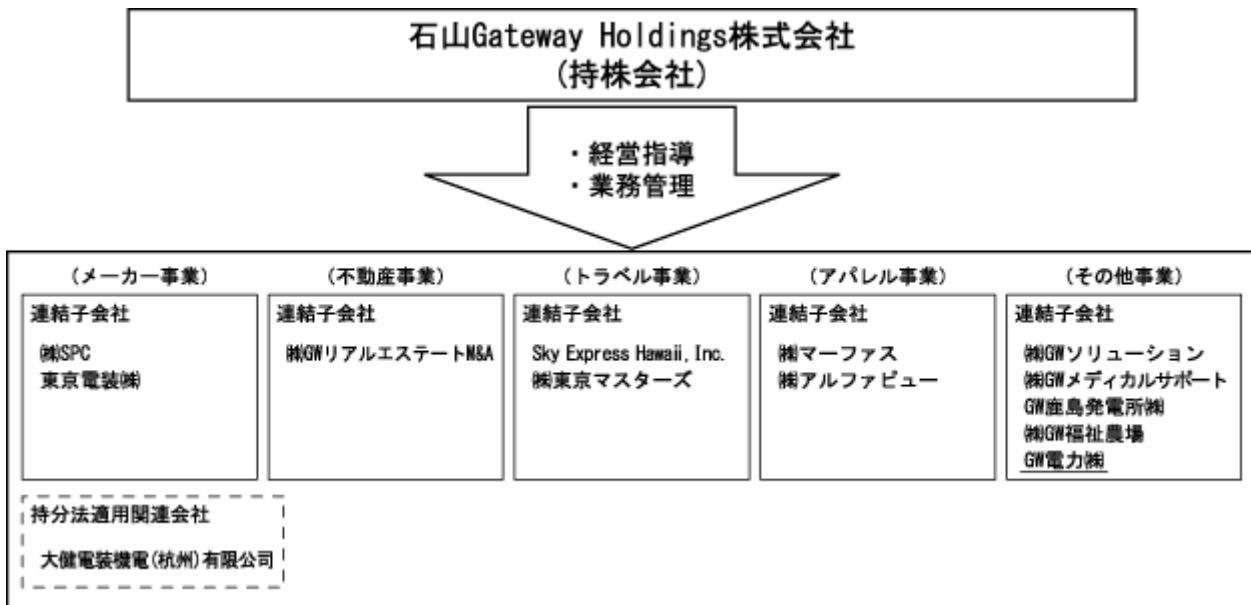 石山Gateway Holdings株式会社
(持株会社)
・経営指導
・業務管理
(メーカー事業)
連結子会社
㈱SPC
東京電装㈱
(不動産事業)
連結子会社
㈱GWリアルエステートM&A
(トラベル事業)
連結子会社
Sky Express Hawaii, Inc.
㈱東京マスターズ
(アパレル事業)
連結子会社
㈱マーファス
㈱アルファビュー
(その他事業)
連結子会社
㈱GWソリューション
㈱GWメディカルサポート
GW鹿島発電所㈱
㈱GW福祉農場
GW電力㈱
持分法適用関連会社
大健電装機電(杭州)有限公司